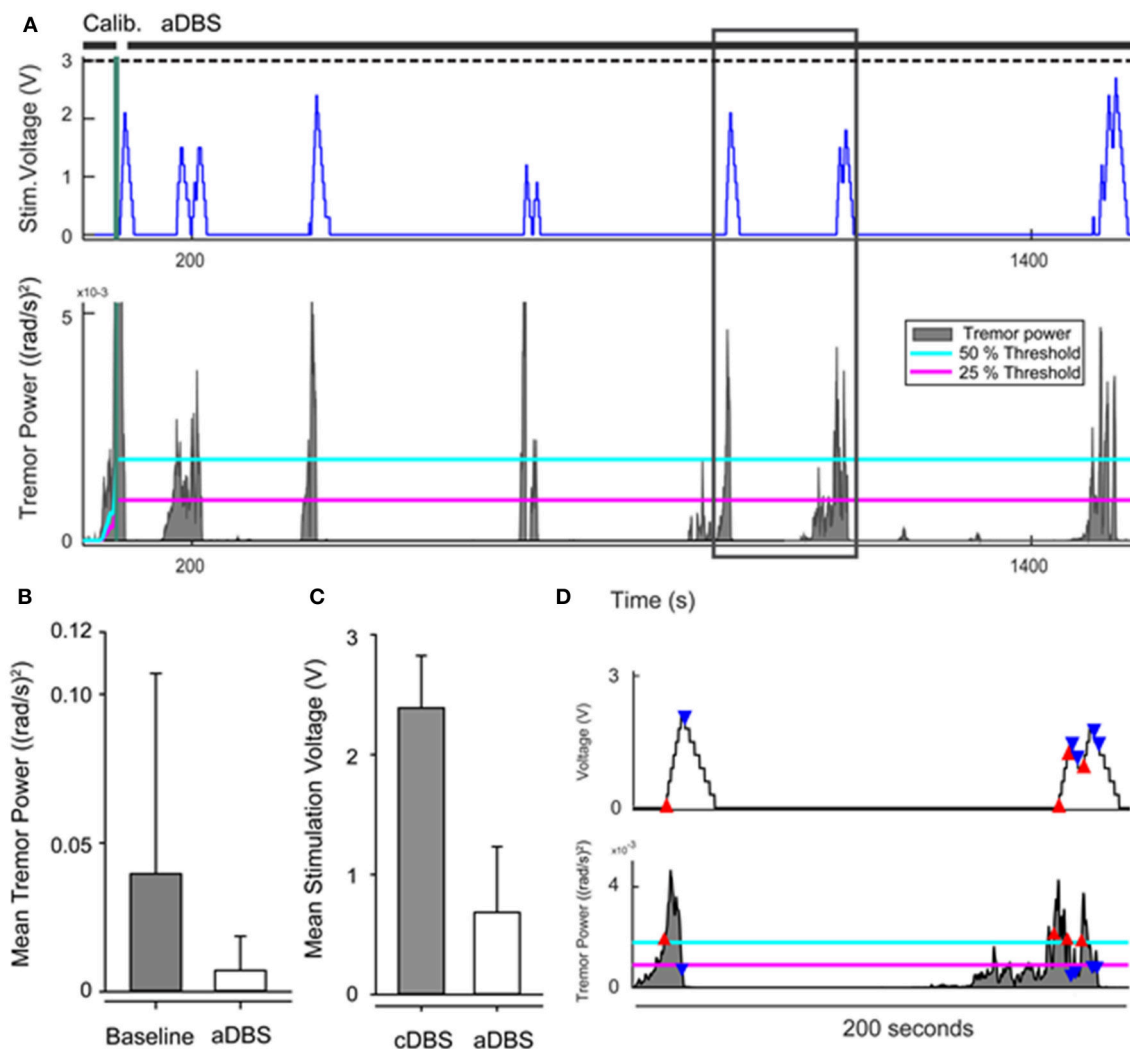 A
Calib. aDBS
Stim.Voltage (V)
3
2
1
0
200
1400
Tremor Power ((rad/s)²)
x10-3
5
0
Tremor power
50 % Threshold
25 % Threshold
200
1400
Time (s)
B
Mean Tremor Power ((rad/s)²)
0.12
0.10
0.05
0
Baseline
aDBS
C
Mean Stimulation Voltage (V)
3
2
1
0
cDBS
aDBS
D
Voltage (V)
3
0
Tremor Power ((rad/s)²)
x10-3
4
0
200 seconds